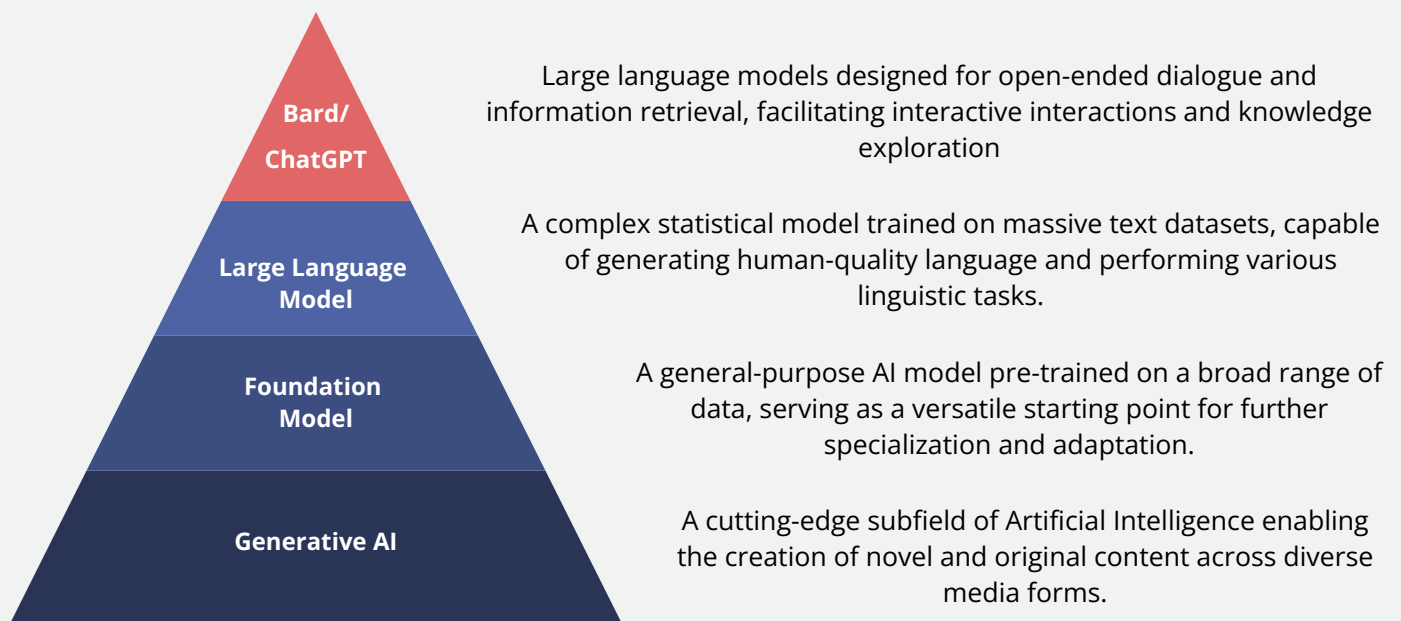 Bard/
ChatGPT
Large language models designed for open-ended dialogue and
information retrieval, facilitating interactive interactions and knowledge
exploration
Large Language
Model
A complex statistical model trained on massive text datasets, capable
of generating human-quality language and performing various
linguistic tasks.
Foundation
Model
A general-purpose AI model pre-trained on a broad range of
data, serving as a versatile starting point for further
specialization and adaptation.
Generative AI
A cutting-edge subfield of Artificial Intelligence enabling
the creation of novel and original content across diverse
media forms.